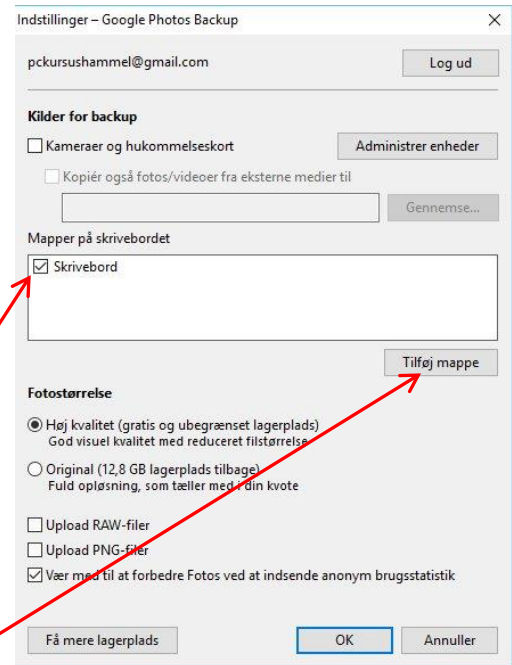 Indstillinger – Google Photos Backup
pckursushammel@gmail.com
Log ud
Kilder for backup
Kameraer og hukommelseskort
Administrer enheder
Kopiér også fotos/videoer fra eksterne medier til
Gennemse...
Mapper på skrivebordet
Skrivebord
Tilføj mappe
Fotostørrelse
Høj kvalitet (gratis og ubegrænset lagerplads)
God visuel kvalitet med reduceret filstørrelse
Original (12,8 GB lagerplads tilbage)
Fuld opløsning, som tæller med i din kvote
Upload RAW-filer
Upload PNG-filer
Vær med til at forbedre Fotos ved at indsende anonym brugsstatistik
Få mere lagerplads
OK
Annuller